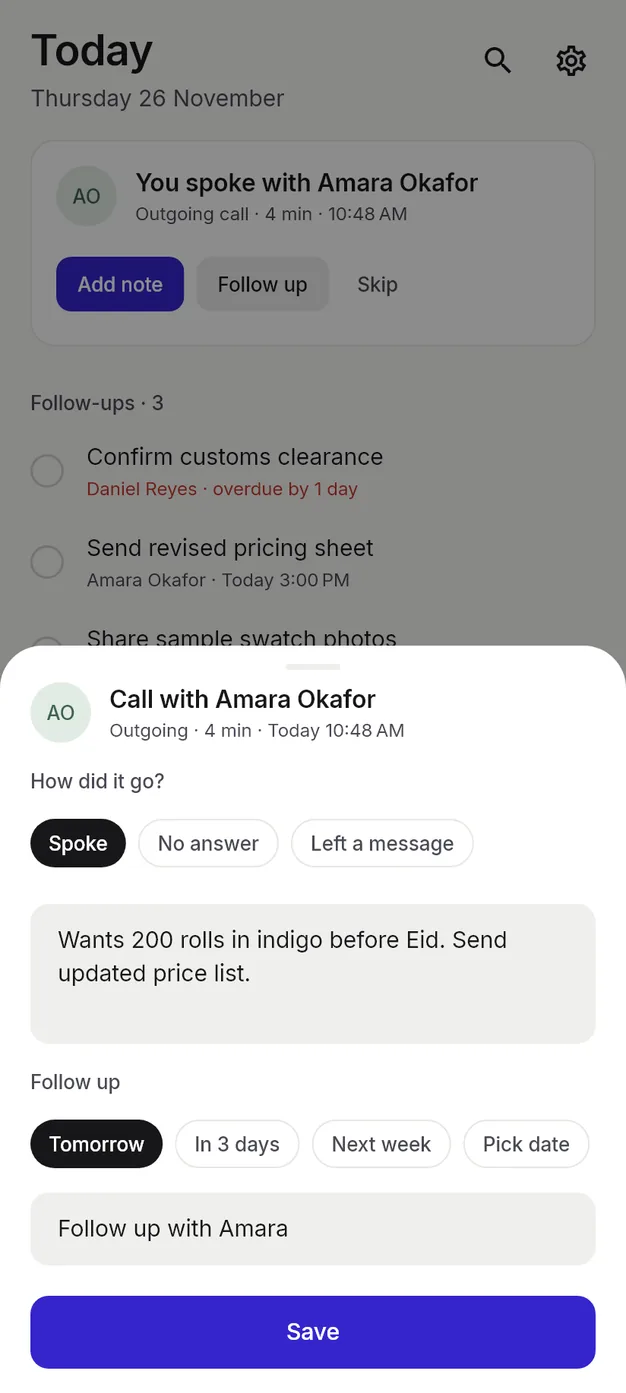 Today
Thursday 26 November
AO
You spoke with Amara Okafor
Outgoing call · 4 min · 10:48 AM
Add note
Follow up
Skip
Follow-ups · 3
Confirm customs clearance
Daniel Reyes · overdue by 1 day
Send revised pricing sheet
Amara Okafor · Today 3:00 PM
Share sample swatch photos
AO
Call with Amara Okafor
Outgoing · 4 min · Today 10:48 AM
How did it go?
Spoke
No answer
Left a message
Wants 200 rolls in indigo before Eid. Send
updated price list.
Follow up
Tomorrow
In 3 days
Next week
Pick date
Follow up with Amara
Save